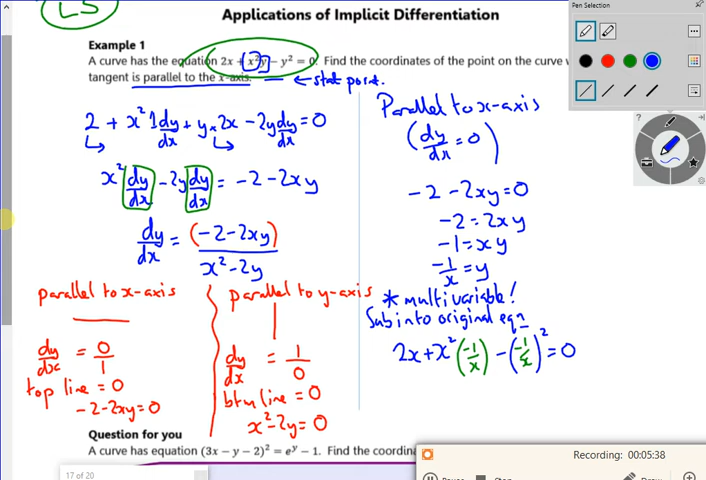 L5
Applications of Implicit Differentiation
Example 1
A curve has the equation 2x + x²y − y² = 0. Find the coordinates of the point on the curve
tangent is parallel to the x-axis.
← stat point.
2 + x² 1dy/dx + y × 2x − 2y dy/dx = 0
x² dy/dx − 2y dy/dx = −2 − 2xy
dy/dx = (−2 − 2xy)/(x² − 2y)
parallel to x-axis
dy/dx = 0/1
top line = 0
−2−2xy = 0
parallel to y-axis
dy/dx = 1/0
btm line = 0
x²−2y = 0
Parallel to x-axis
(dy/dx = 0)
−2 −2xy = 0
−2 = 2xy
−1 = xy
−1/x = y
* multivariable!
Sub into original eqn
2x + x² (−1/x) − (−1/x)² = 0
Question for you
A curve has equation (3x − y − 2)² = eʸ − 1. Find the
17 of 20
Pen Selection
?
Recording: 00:05:38
Pause
Stop
Draw